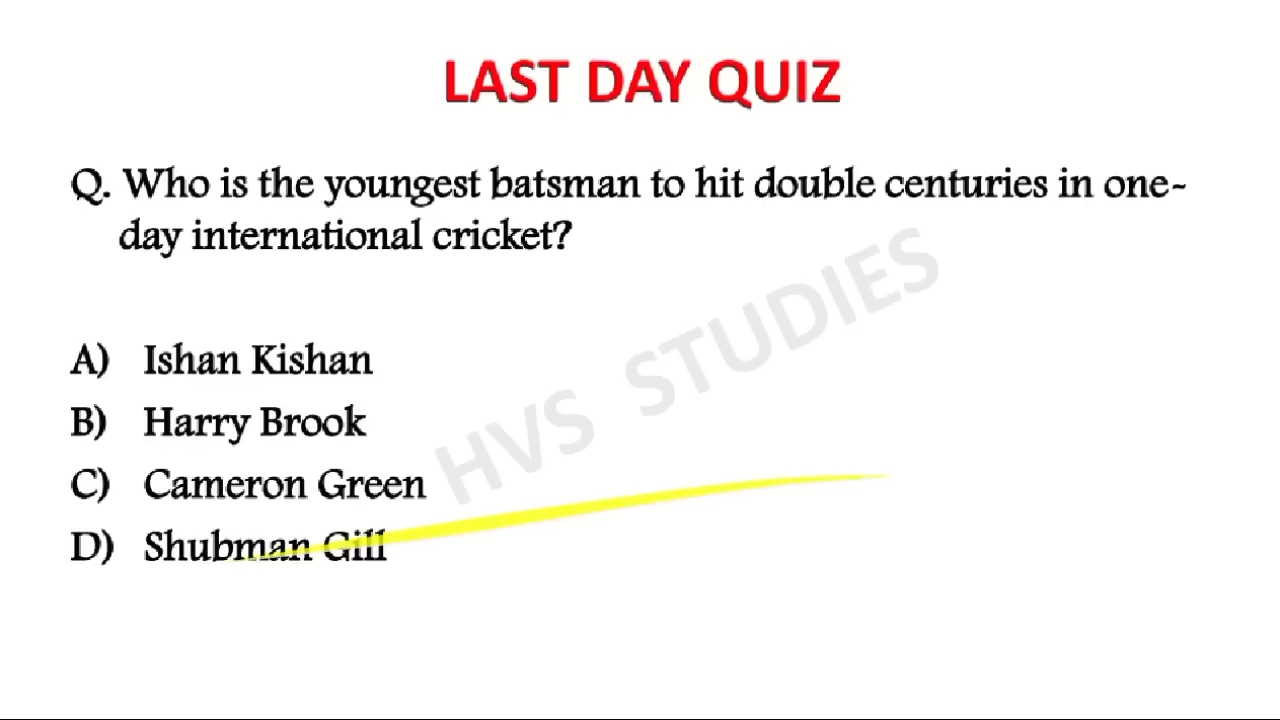 LAST DAY QUIZ
Q. Who is the youngest batsman to hit double centuries in one-
day international cricket?
A) Ishan Kishan
B) Harry Brook
C) Cameron Green
D) Shubman Gill
HVS STUDIES